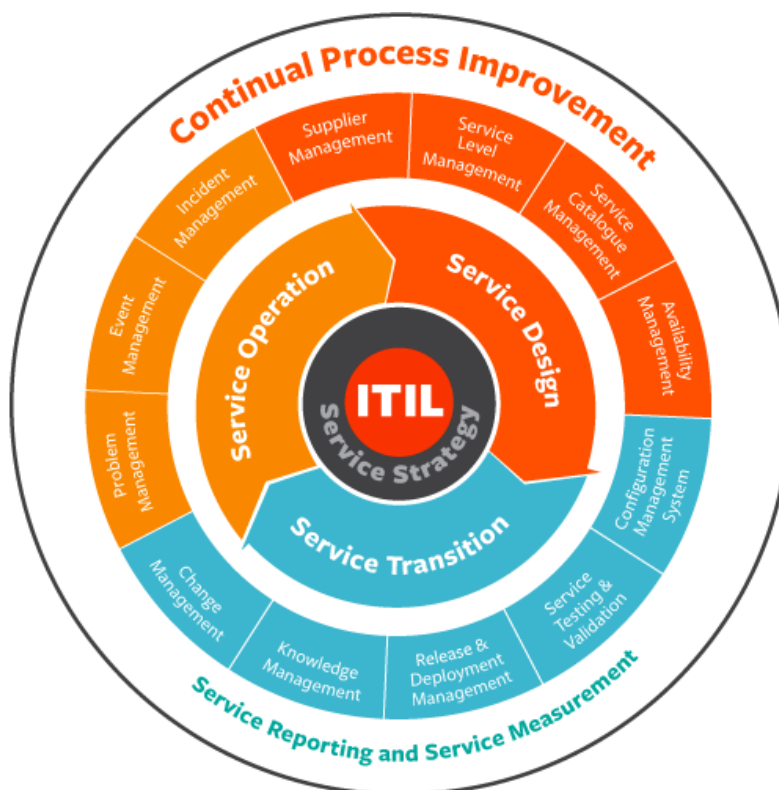 Continual Process Improvement
Supplier
Management
Service
Level
Management
Service
Catalogue
Management
Availability
Management
Configuration
Management
System
Service
Testing &
Validation
Release &
Deployment
Management
Knowledge
Management
Change
Management
Problem
Management
Event
Management
Incident
Management
Service Design
Service Transition
Service Operation
ITIL
Service Strategy
Service Reporting and Service Measurement